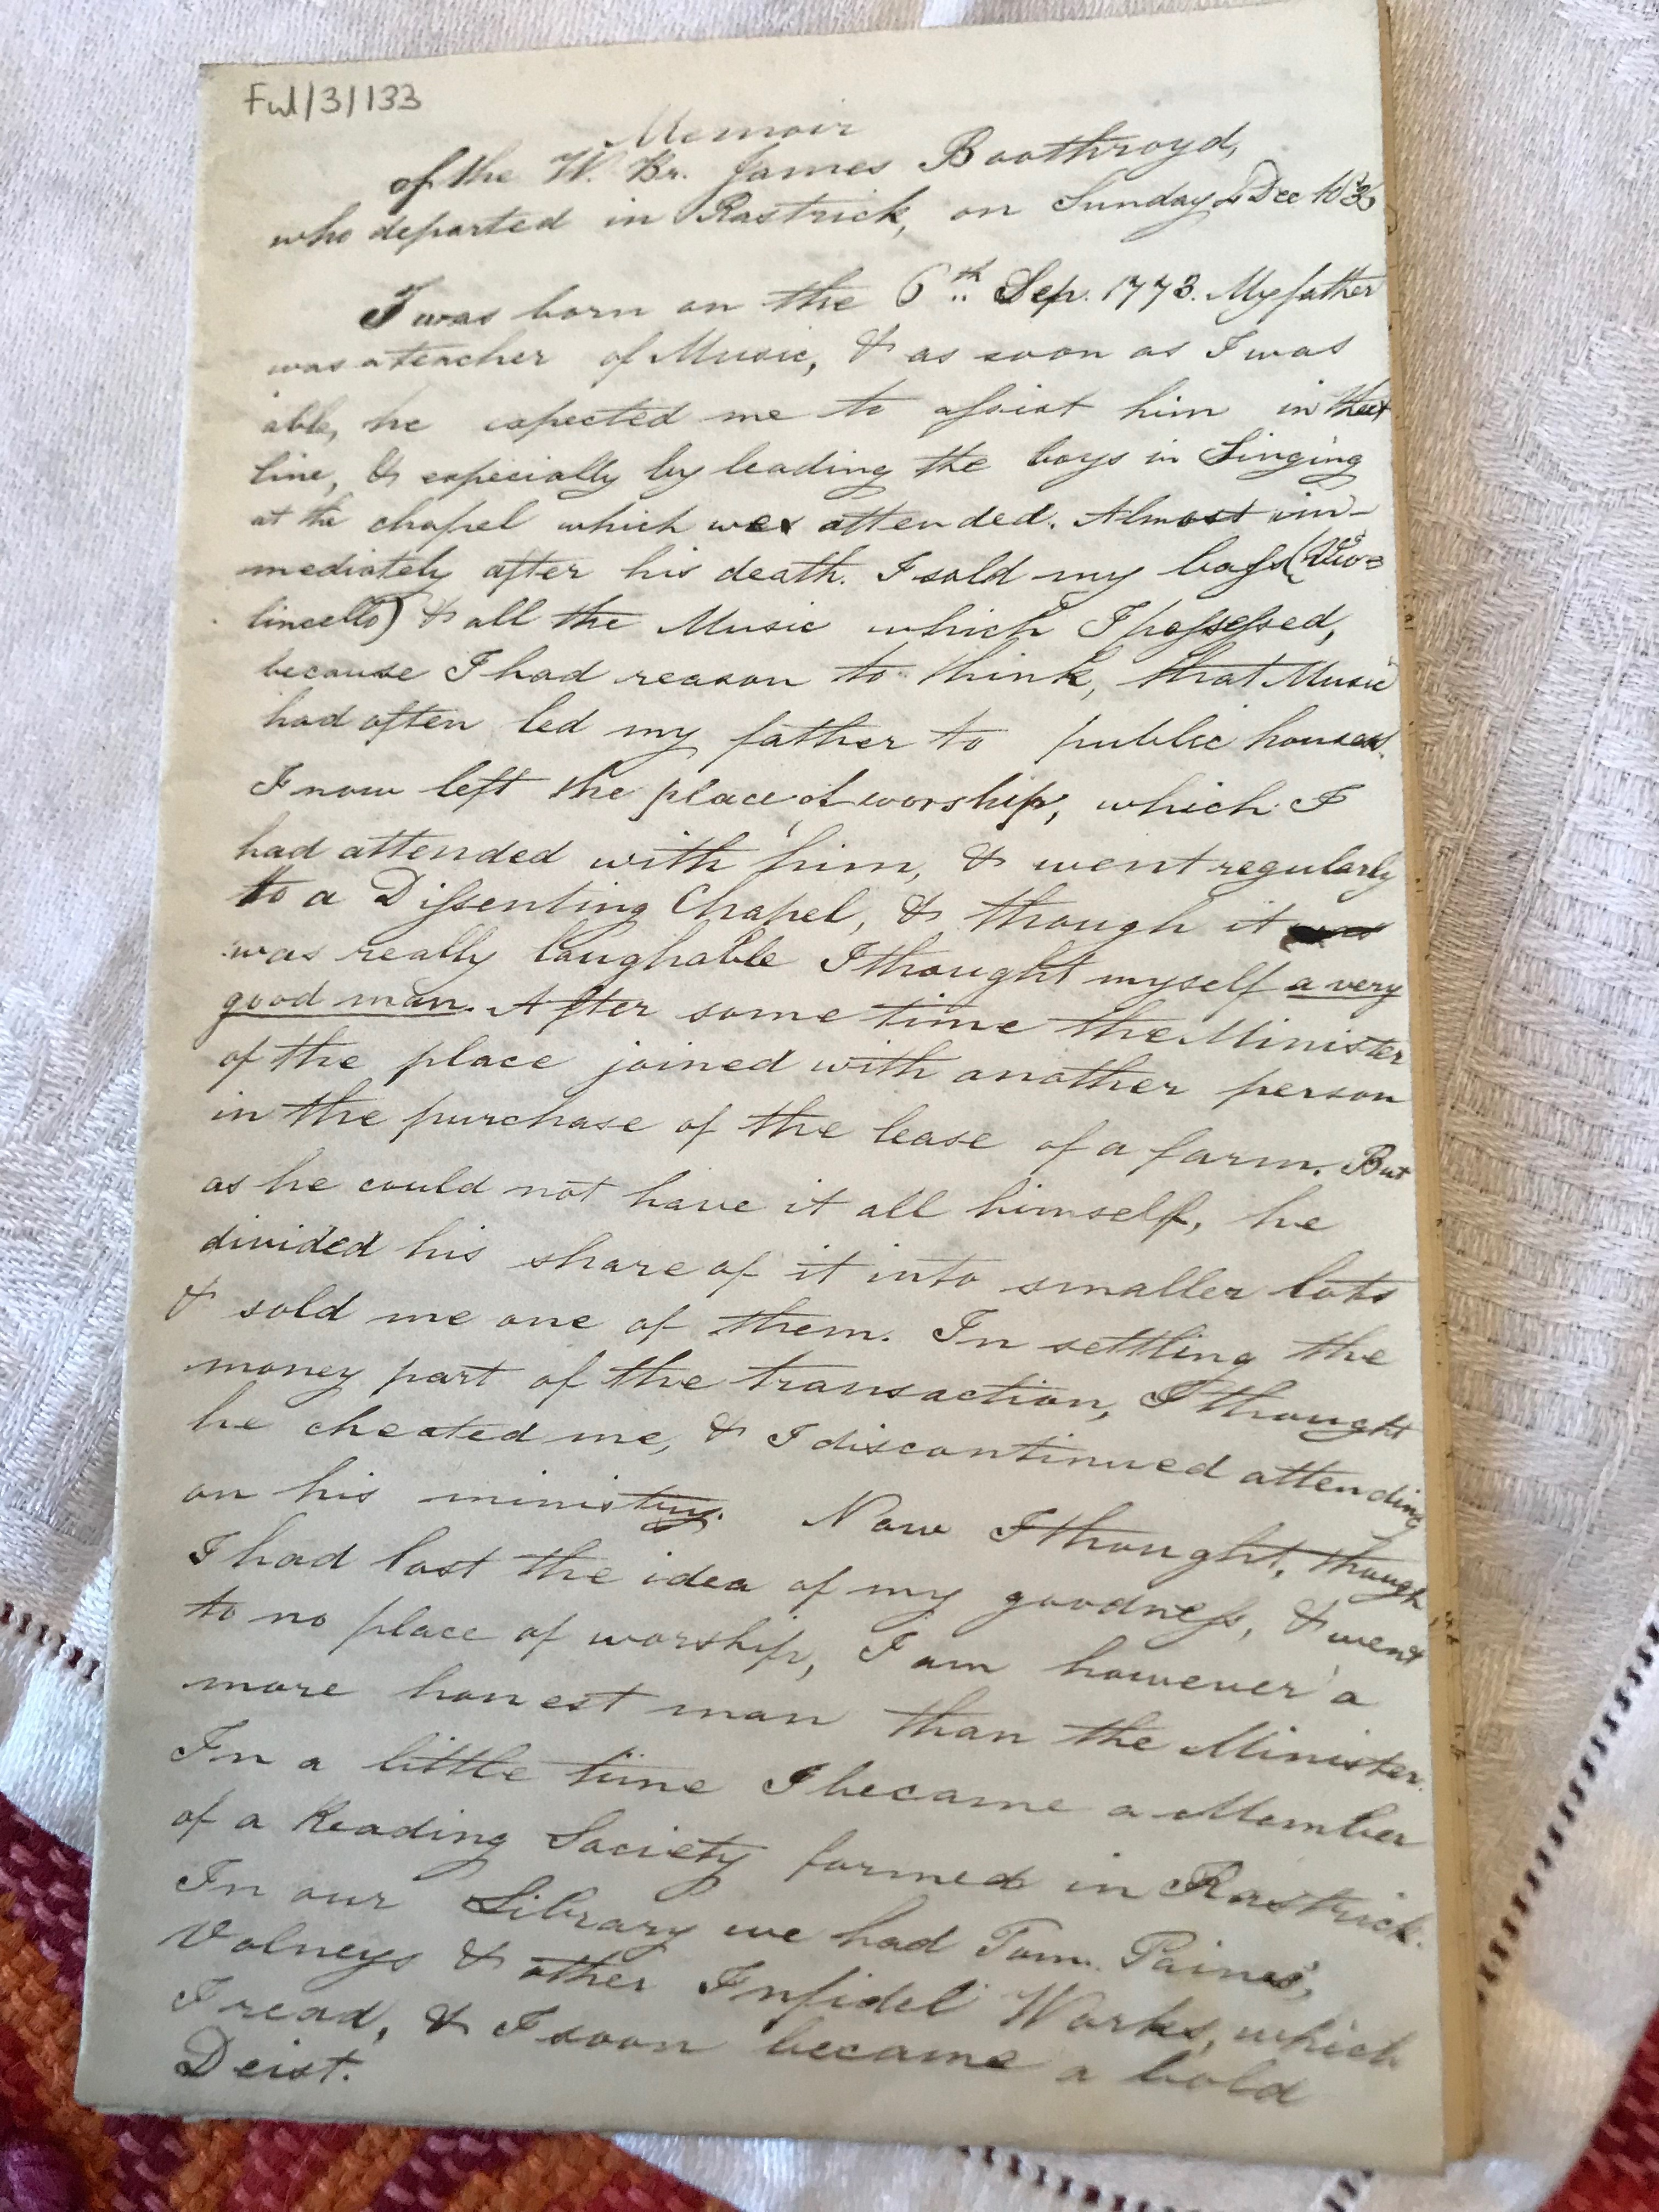 Ful/3/133
Memoir
of the W. Br. James Boothroyd,
who departed in Rastrick, on Sunday Dec
I was born on the 6th Sep. 1773. My father
was a teacher of Music, & as soon as I was
able, he expected me to assist him in that
line, & especially by leading the boys in Singing
at the chapel which we attended. Almost im-
mediately after his death. I sold my bass (Vio=
lincello) & all the Music which I possessed,
because I had reason to think, that Music
had often led my father to public houses.
I now left the place of worship, which I
had attended with him, & went regularly
to a Dissenting Chapel, & though it
was really laughable I thought myself a very
good man. After some time the Minister
of the place joined with another person
in the purchase of the lease of a farm. But
as he could not have it all himself, he
divided his share of it into smaller lots
& sold me one of them. In settling the
money part of the transaction, I thought
he cheated me, & I discontinued attending
on his ministry. Now I thought, though
I had lost the idea of my goodness, & went
to no place of worship, I am however a
more honest man than the Minister.
In a little time I became a Member
of a Reading Society formed in Rastrick.
In our Library we had Tom. Paines,
Volneys & other Infidel Works, which
I read, & I soon became a bold
Deist.